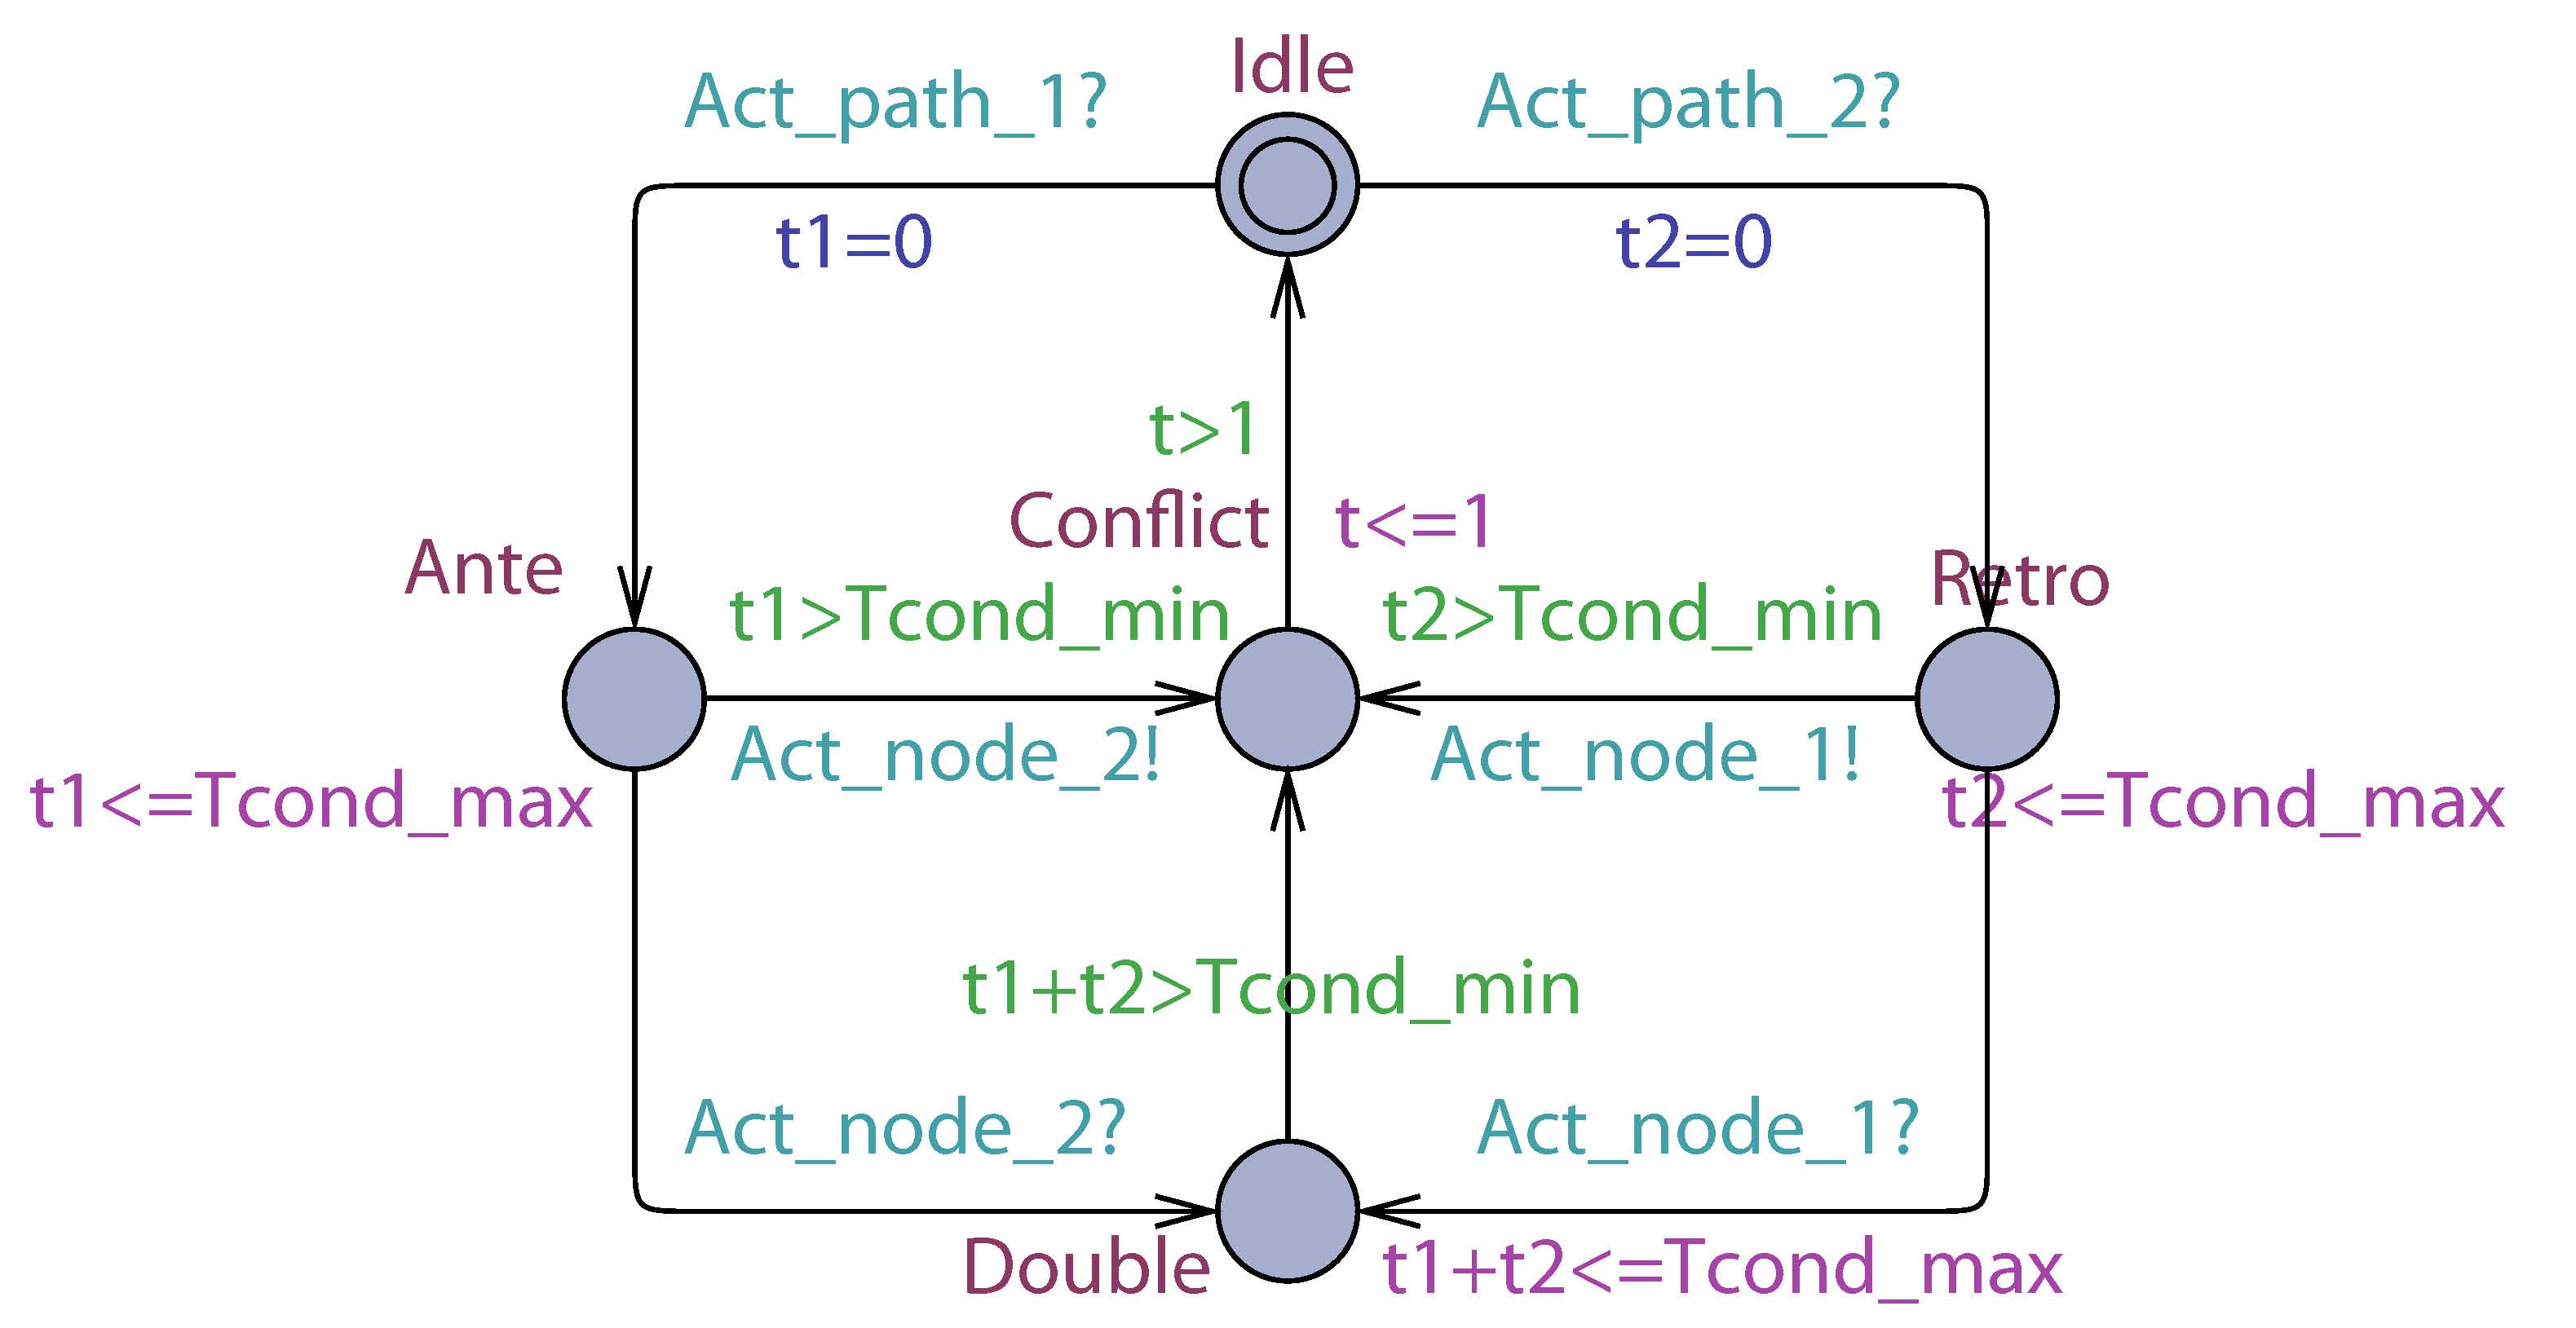 Idle
Act_path_1?
Act_path_2?
t1=0
t2=0
t>1
Conflict
t<=1
Ante
Retro
t1>Tcond_min
t2>Tcond_min
Act_node_2!
Act_node_1!
t1<=Tcond_max
t2<=Tcond_max
t1+t2>Tcond_min
Act_node_2?
Act_node_1?
Double
t1+t2<=Tcond_max